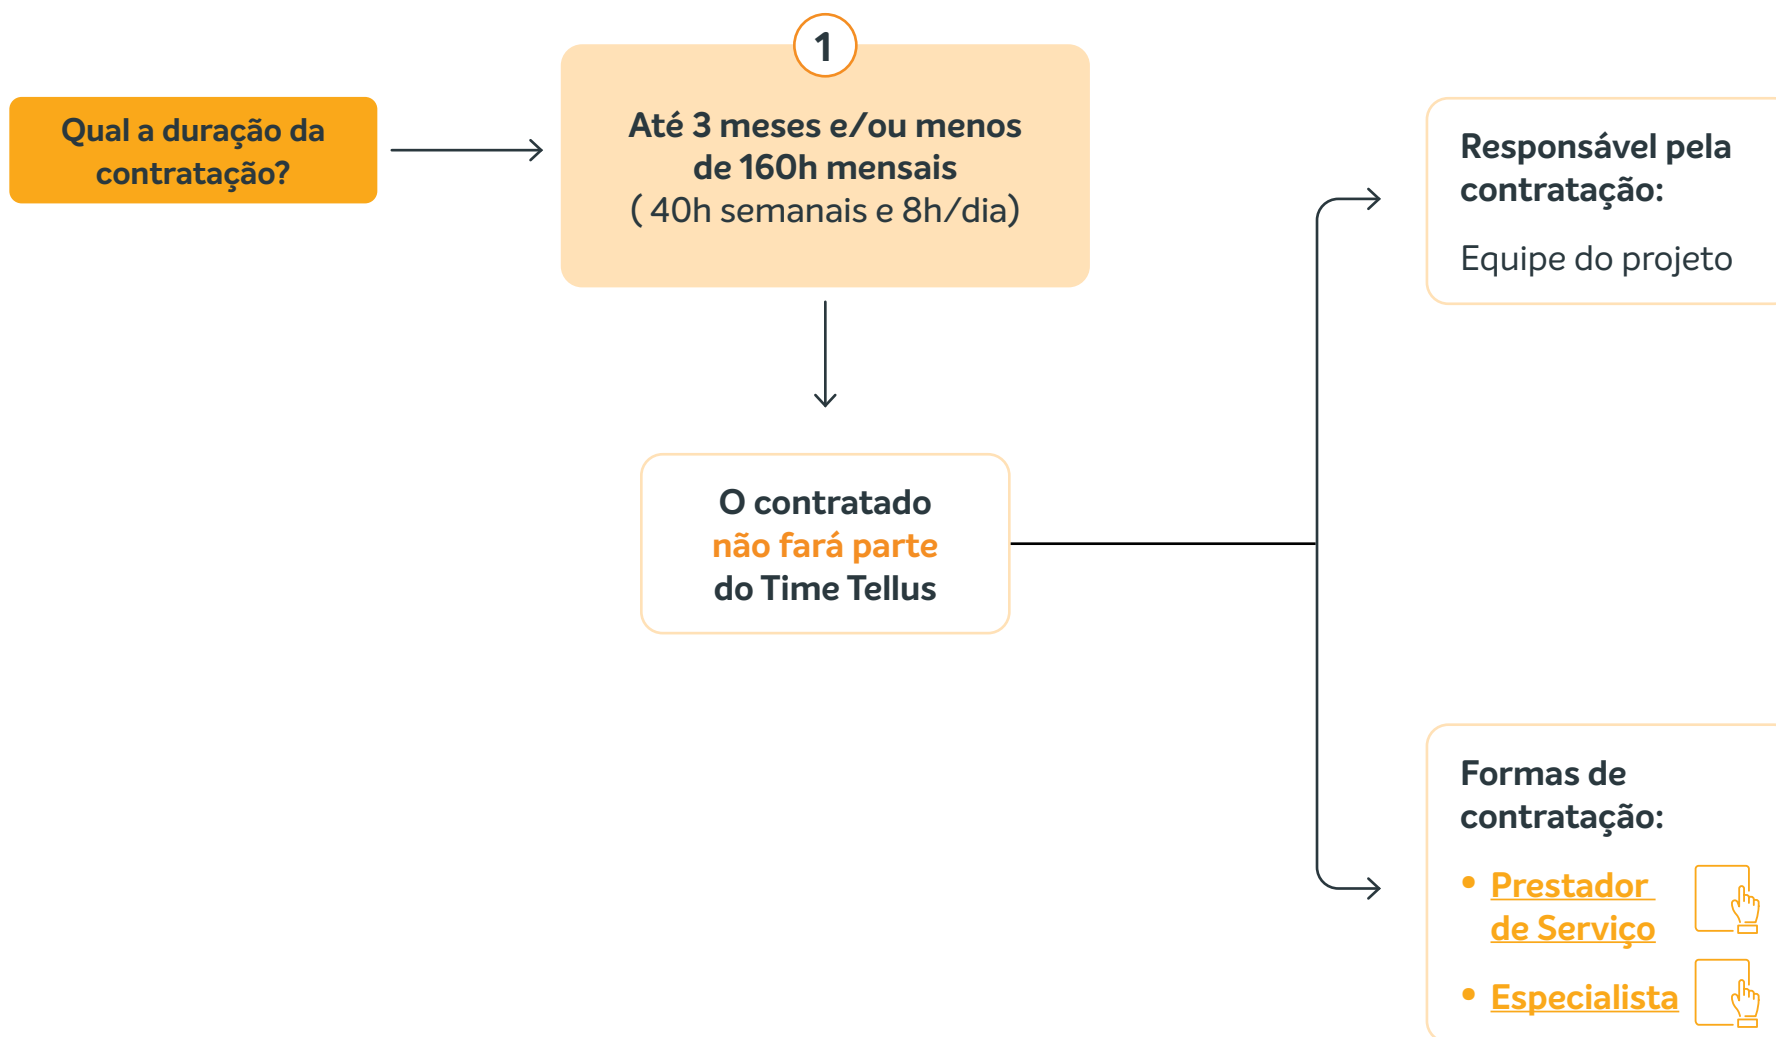 Qual a duração da
contratação?
1
Até 3 meses e/ou menos
de 160h mensais
( 40h semanais e 8h/dia)
O contratado
não fará parte
do Time Tellus
Responsável pela
contratação:
Equipe do projeto
Formas de
contratação:
• Prestador
de Serviço
• Especialista